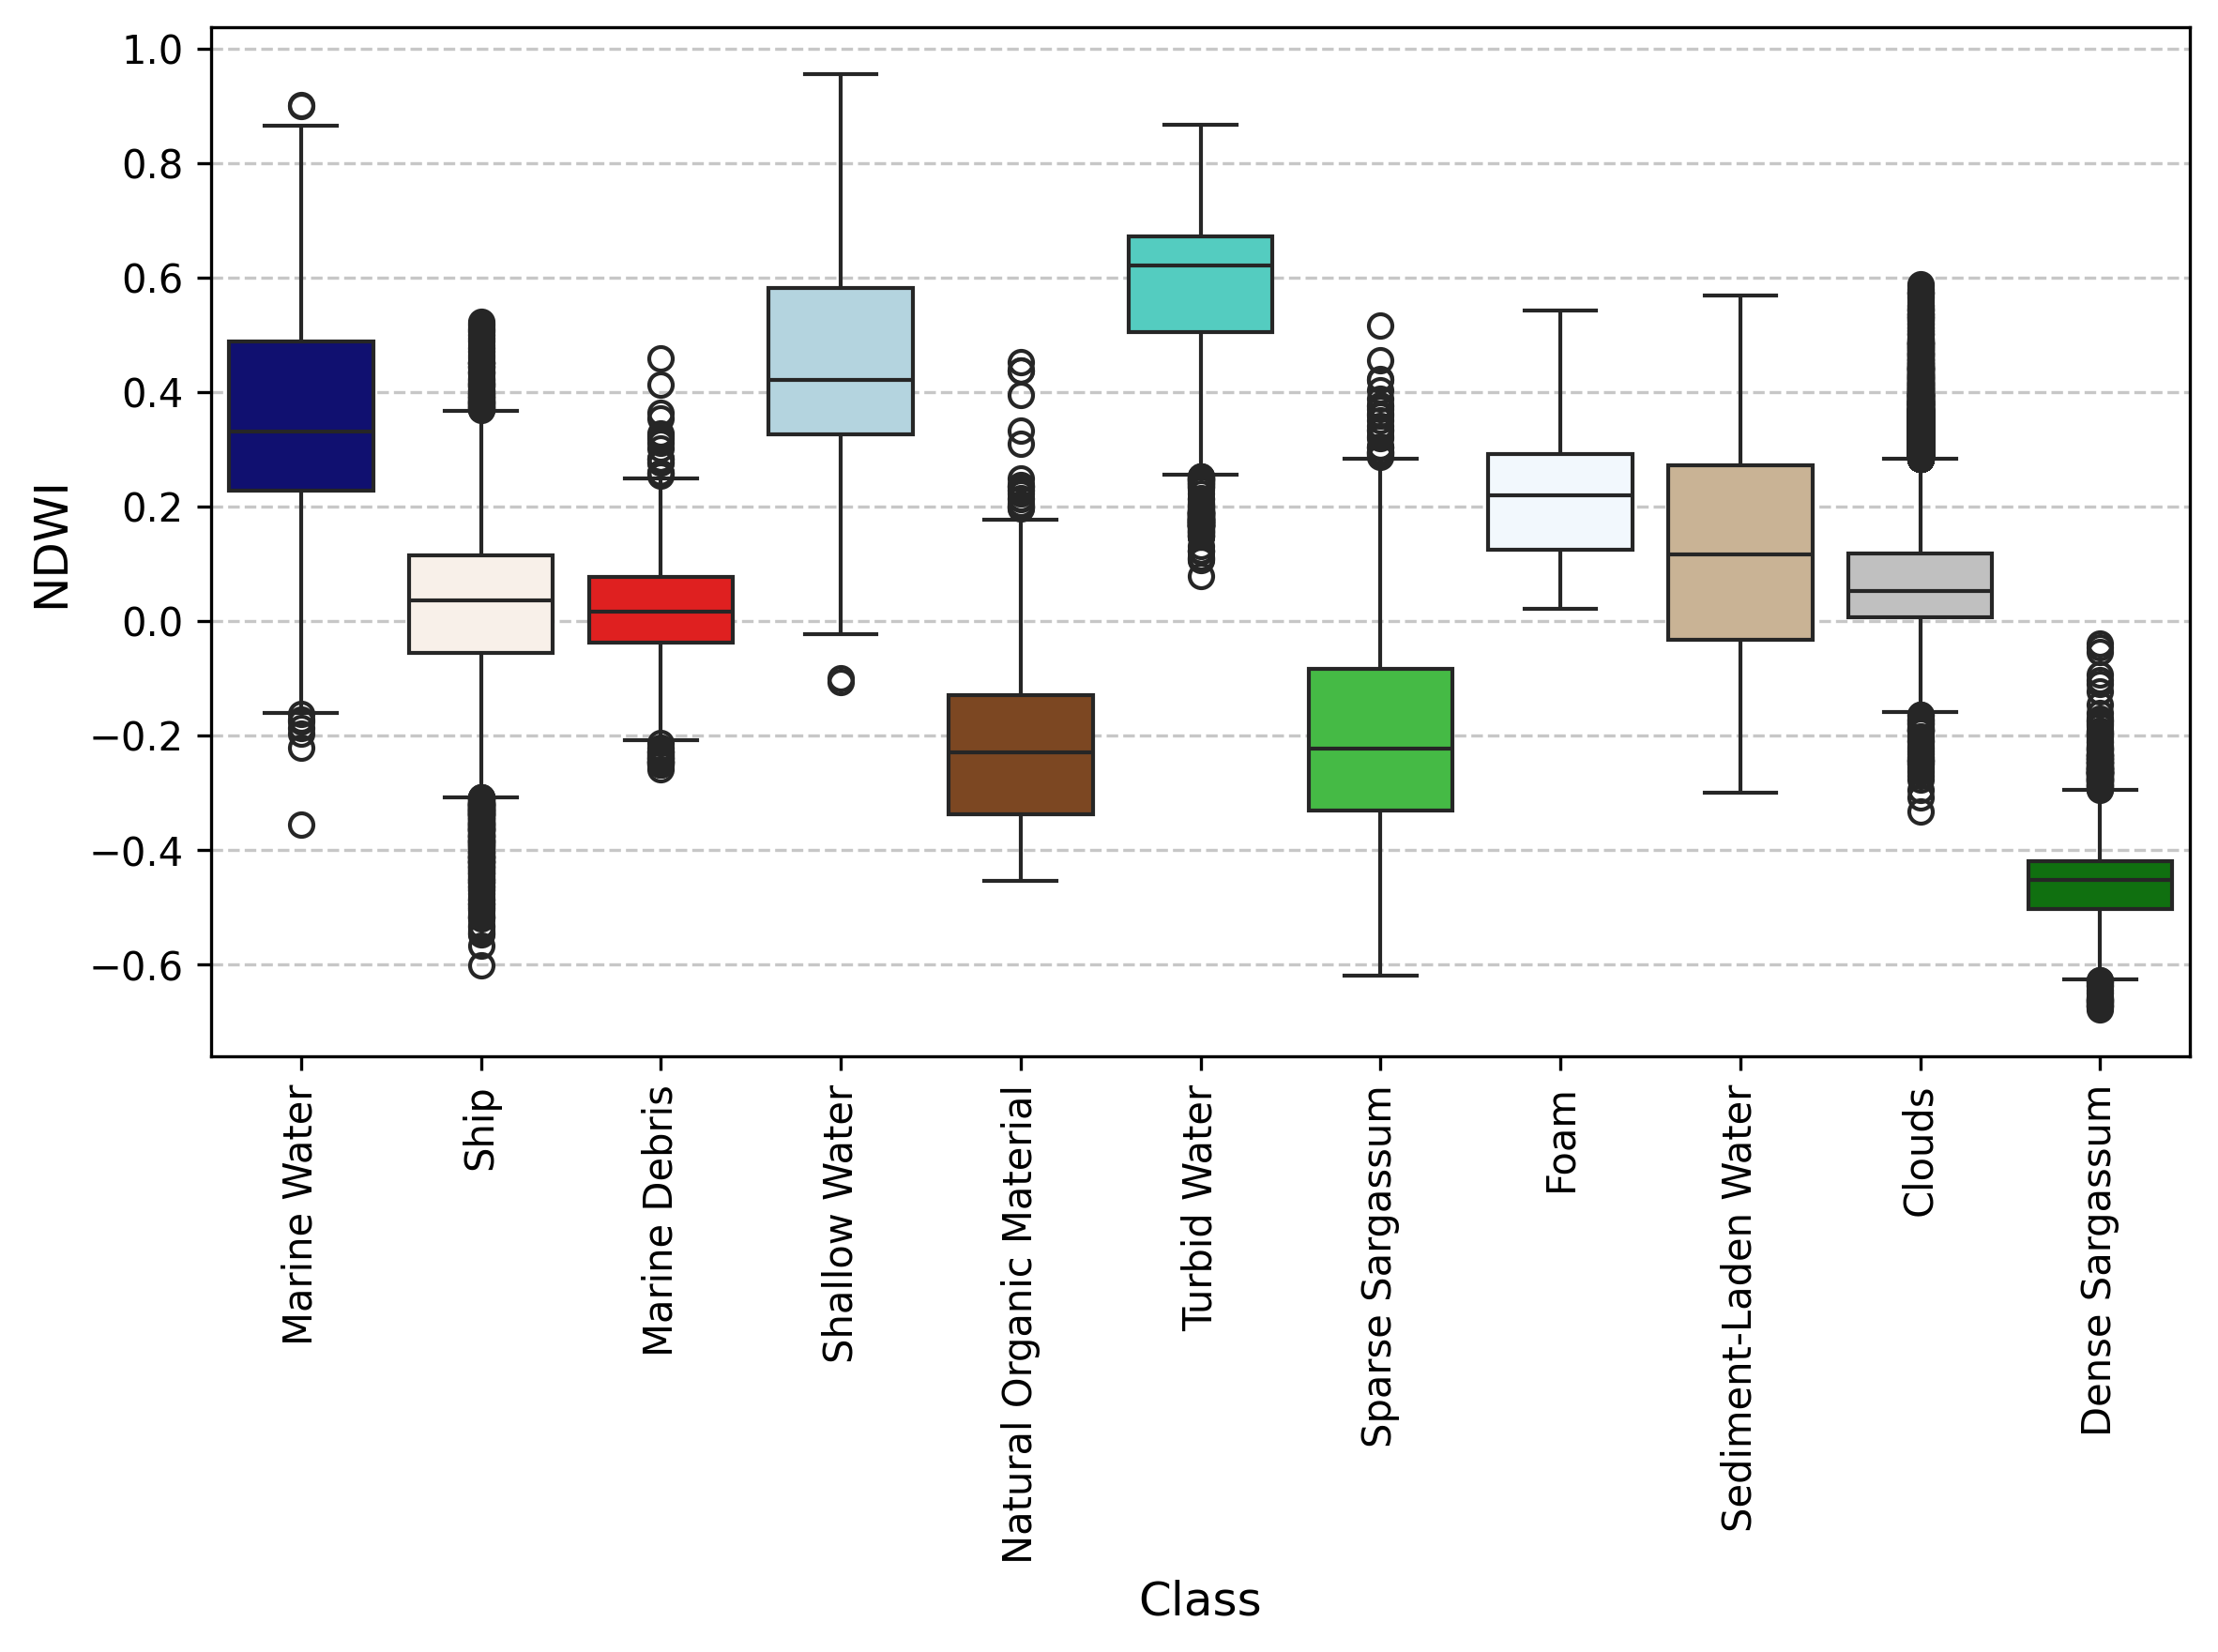 1.0
0.8
0.6
0.4
0.2
0.0
−0.2
−0.4
−0.6
NDWI
Marine Water
Ship
Marine Debris
Shallow Water
Natural Organic Material
Turbid Water
Sparse Sargassum
Foam
Sediment-Laden Water
Clouds
Dense Sargassum
Class